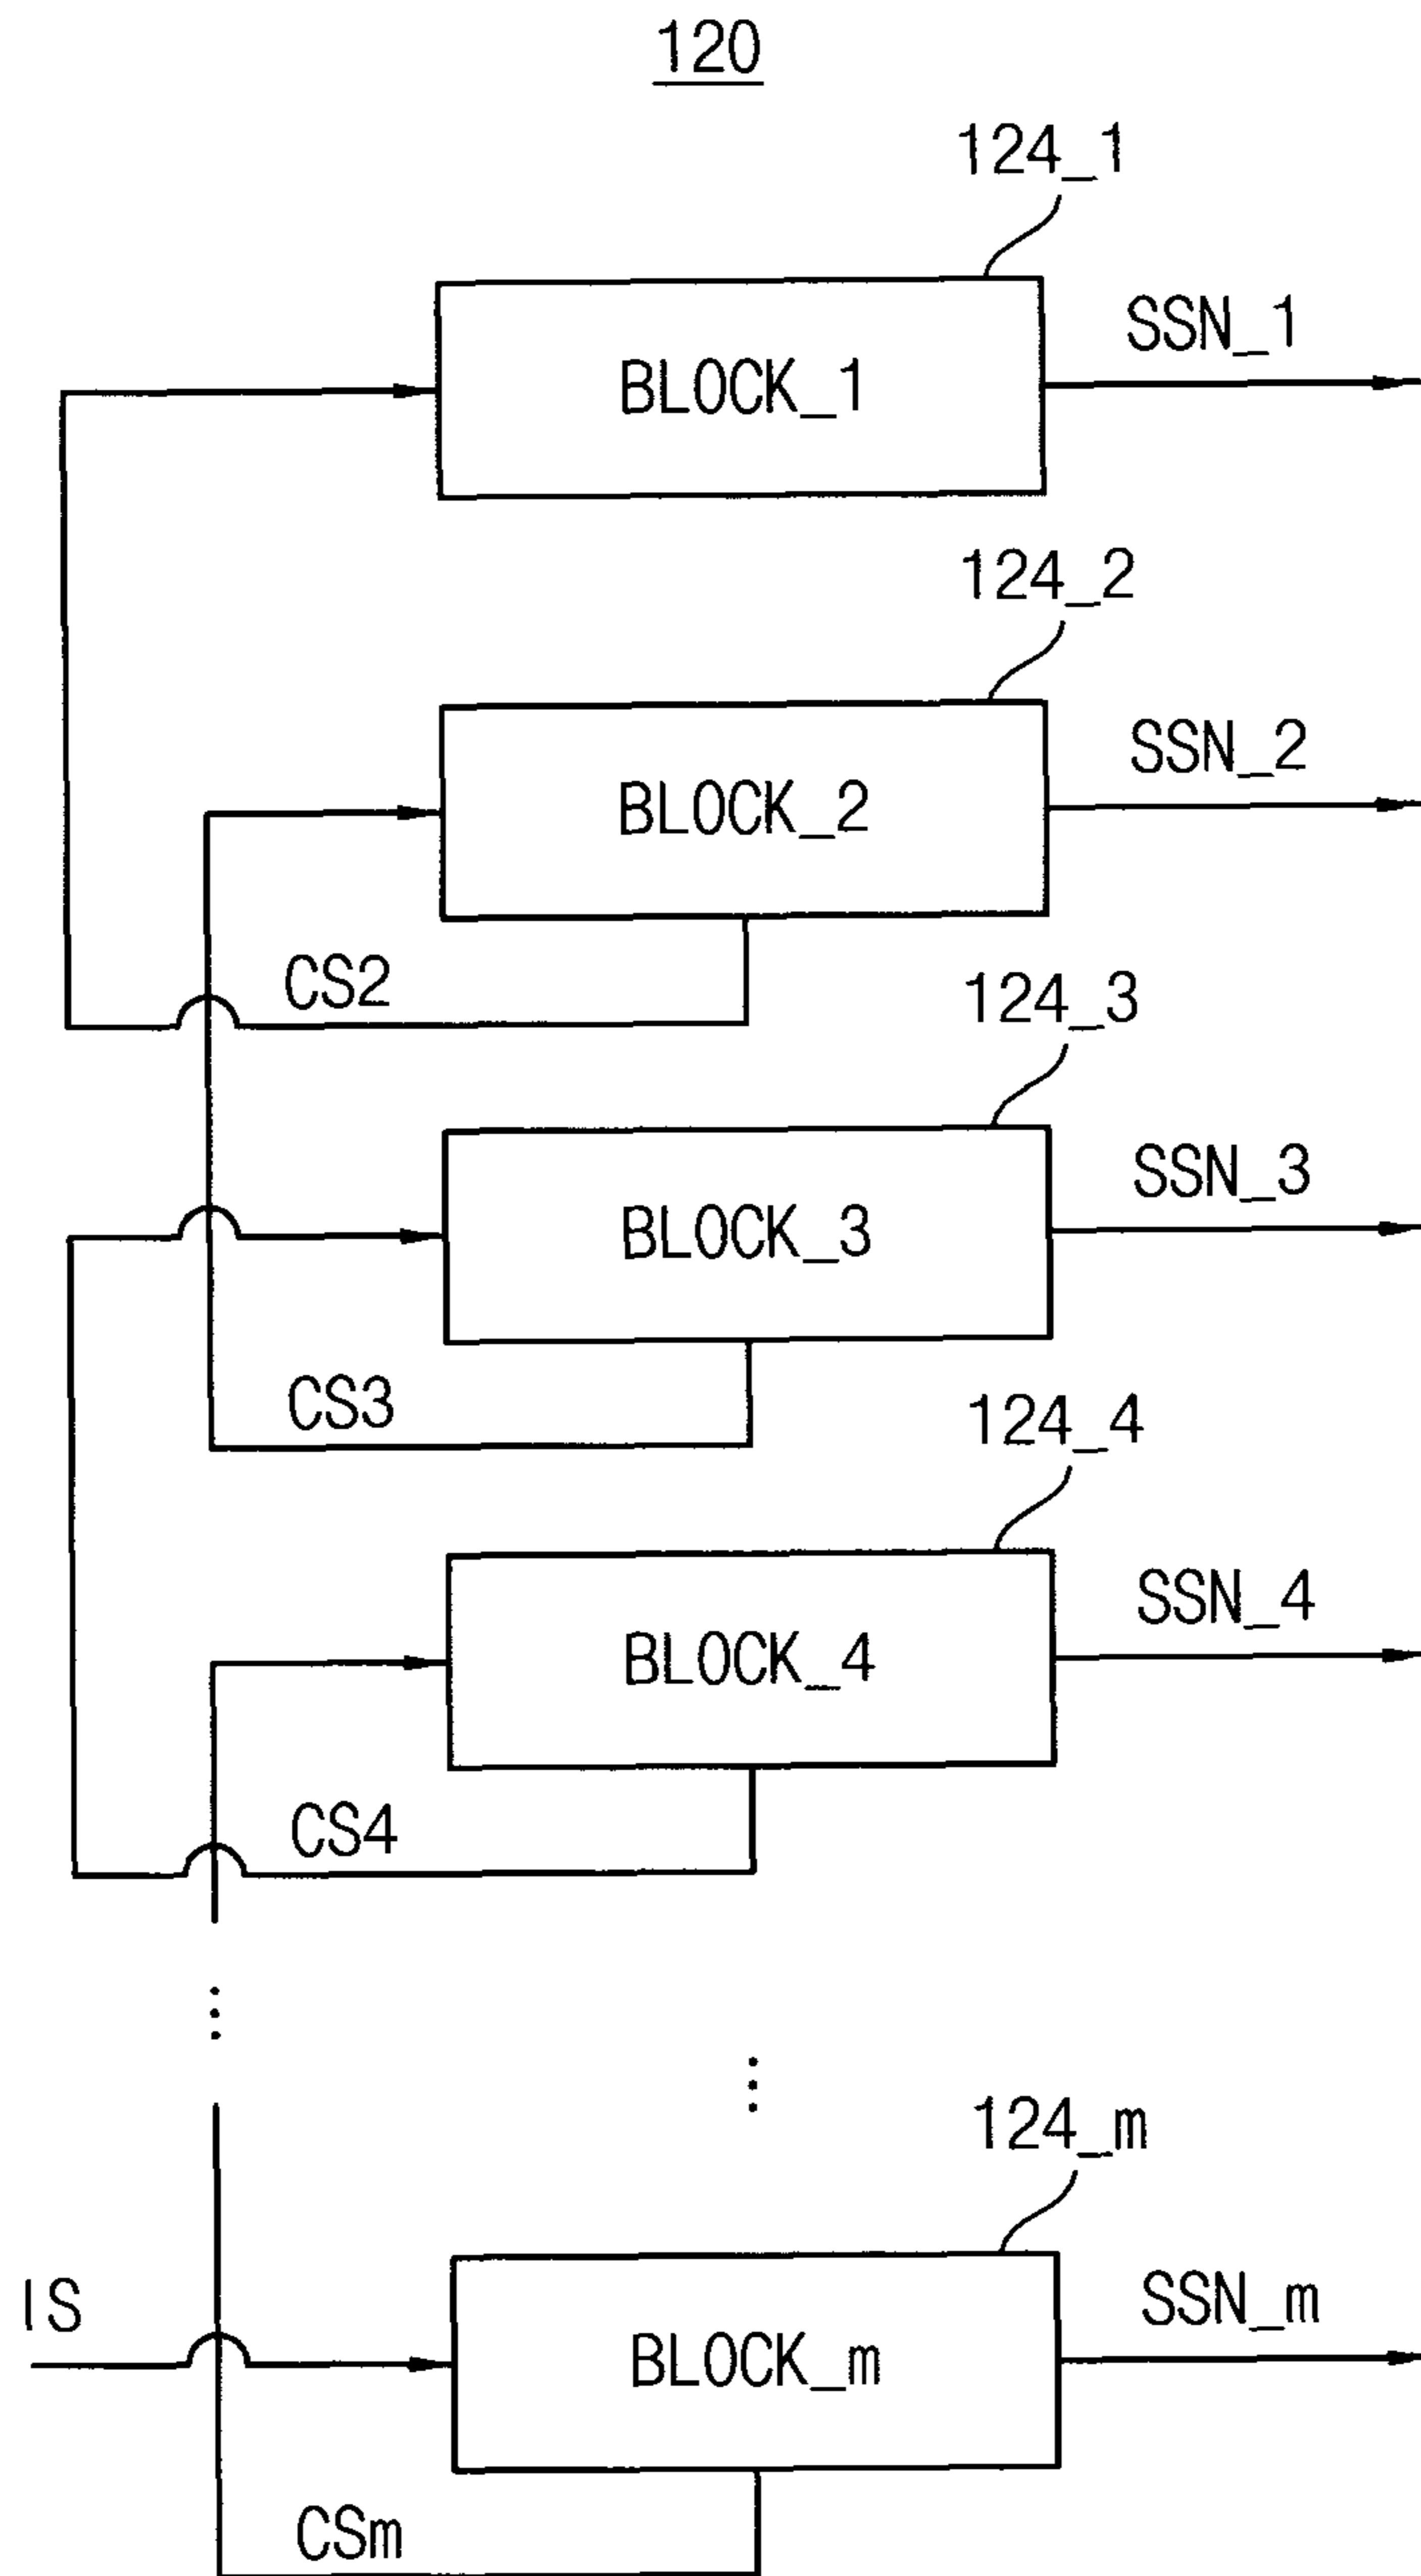 120
124_1
SSN_1
BLOCK_1
124_2
SSN_2
BLOCK_2
CS2
124_3
SSN_3
BLOCK_3
CS3
124_4
SSN_4
BLOCK_4
CS4
124_m
IS
SSN_m
BLOCK_m
CSm